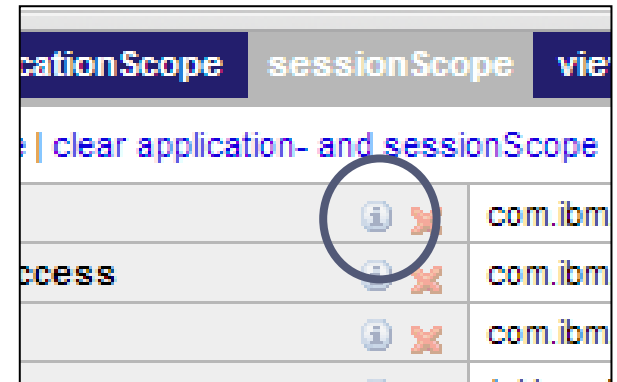 cationScope sessionScope vie
e | clear application- and sessionScope
com.ibm
ccess com.ibm
com.ibm